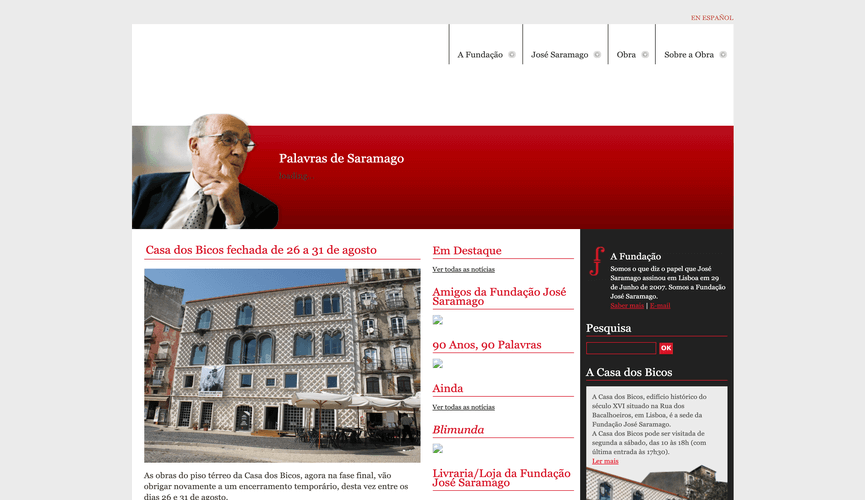 EN ESPAÑOL
A Fundação
José Saramago
Obra
Sobre a Obra
Palavras de Saramago
Casa dos Bicos fechada de 26 a 31 de agosto
As obras do piso térreo da Casa dos Bicos, agora na fase final, vão
obrigar novamente a um encerramento temporário, desta vez entre os
dias 26 e 31 de agosto.
Em Destaque
Ver todas as notícias
Amigos da Fundação José
Saramago
90 Anos, 90 Palavras
Ainda
Ver todas as notícias
Blimunda
Livraria/Loja da Fundação
José Saramago
A Fundação
Somos o que diz o papel que José
Saramago assinou em Lisboa em 29
de Junho de 2007. Somos a Fundação
José Saramago.
Saber mais | E-mail
Pesquisa
OK
A Casa dos Bicos
A Casa dos Bicos, edifício histórico do
século XVI situado na Rua dos
Bacalhoeiros, em Lisboa, é a sede da
Fundação José Saramago.
A Casa dos Bicos pode ser visitada de
segunda a sábado, das 10 às 18h (com
última entrada às 17h30).
Ler mais